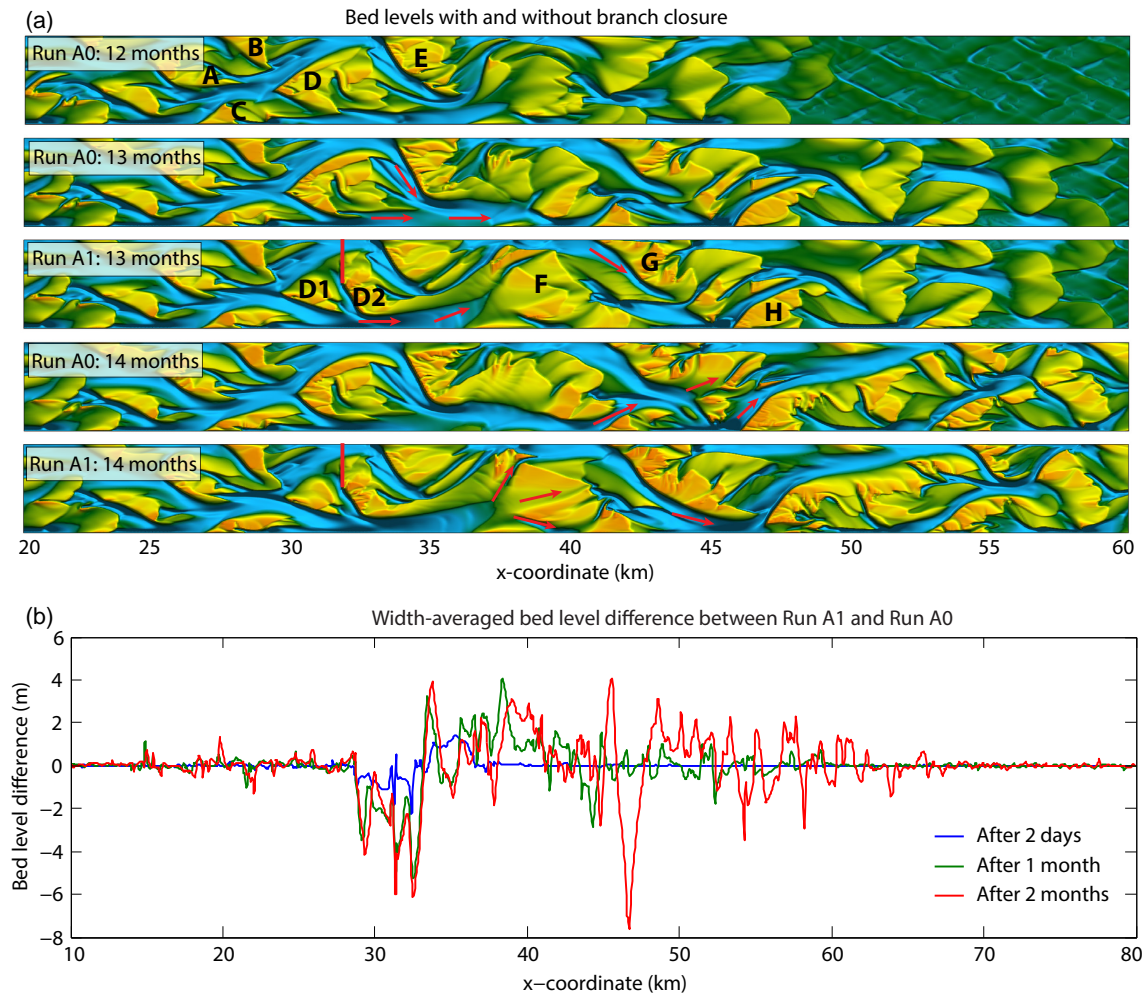 (a)
Bed levels with and without branch closure
Run A0: 12 months
A
B
C
D
E
Run A0: 13 months
Run A1: 13 months
D1
D2
F
G
H
Run A0: 14 months
Run A1: 14 months
20 25 30 35 40 45 50 55 60
x-coordinate (km)
(b)
Width-averaged bed level difference between Run A1 and Run A0
Bed level difference (m)
6
4
2
0
−2
−4
−6
−8
After 2 days
After 1 month
After 2 months
10 20 30 40 50 60 70 80
x−coordinate (km)